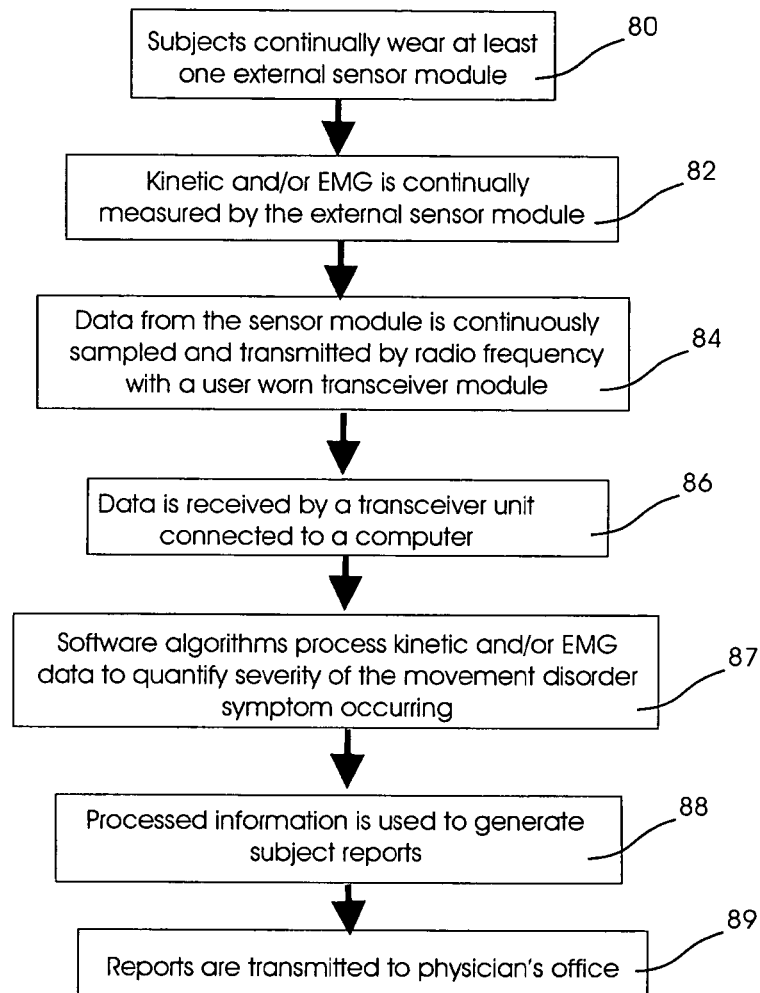 Subjects continually wear at least
one external sensor module
80
Kinetic and/or EMG is continually
measured by the external sensor module
82
Data from the sensor module is continuously
sampled and transmitted by radio frequency
with a user worn transceiver module
84
Data is received by a transceiver unit
connected to a computer
86
Software algorithms process kinetic and/or EMG
data to quantify severity of the movement disorder
symptom occurring
87
Processed information is used to generate
subject reports
88
Reports are transmitted to physician's office
89